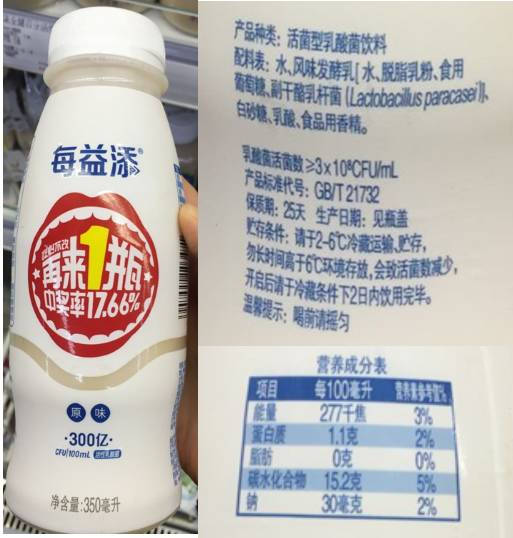 每益添®
再来1瓶
中奖率17.66%
原味
·300亿·
CFU/100mL 活性乳酸菌
净含量:350毫升
产品种类：活菌型乳酸菌饮料
配料表：水、风味发酵乳[水、脱脂乳粉、食用
葡萄糖、副干酪乳杆菌(Lactobacillus paracasei)]、
白砂糖、乳酸、食品用香精。
乳酸菌活菌数≥3×10⁸CFU/mL
产品标准代号：GB/T 21732
保质期：25天 生产日期：见瓶盖
贮存条件：请于2-6℃冷藏运输、贮存，
勿长时间高于6℃环境存放，会致活菌数减少，
开启后请于冷藏条件下2日内饮用完毕。
温馨提示：喝前请摇匀
营养成分表
项目 每100毫升 营养素参考值%
能量 277千焦 3%
蛋白质 1.1克 2%
脂肪 0克 0%
碳水化合物 15.2克 5%
钠 30毫克 2%